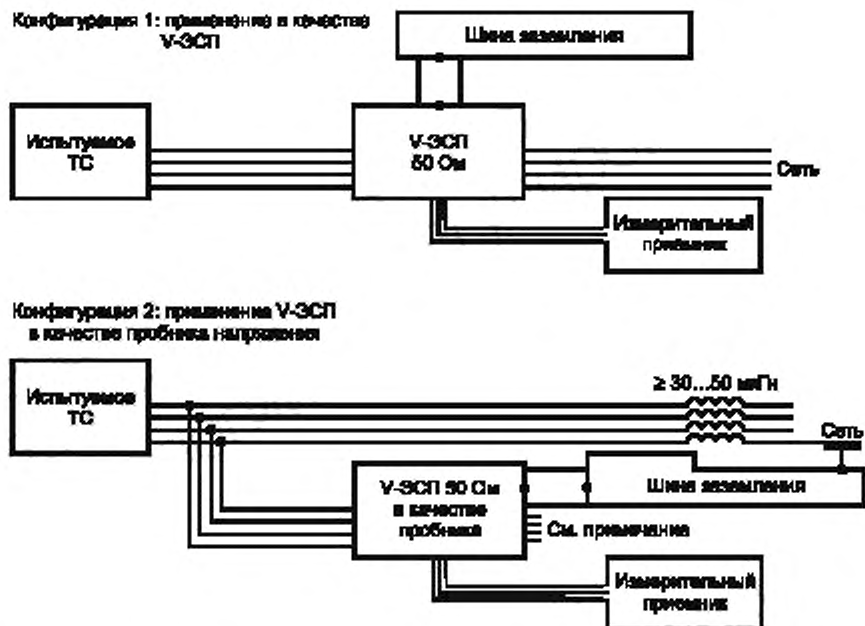 Конфигурация 1: применение в качестве
V-ЭСП
Шина заземления
Испытуемое
ТС
V-ЭСП
50 Ом
Сеть
Измерительный
приемник
Конфигурация 2: применение V-ЭСП
в качестве пробника напряжения
Испытуемое
ТС
≥ 30...50 мкГн
Сеть
V-ЭСП 50 Ом
в качестве
пробника
Шина заземления
См. примечание
Измерительный
приемник